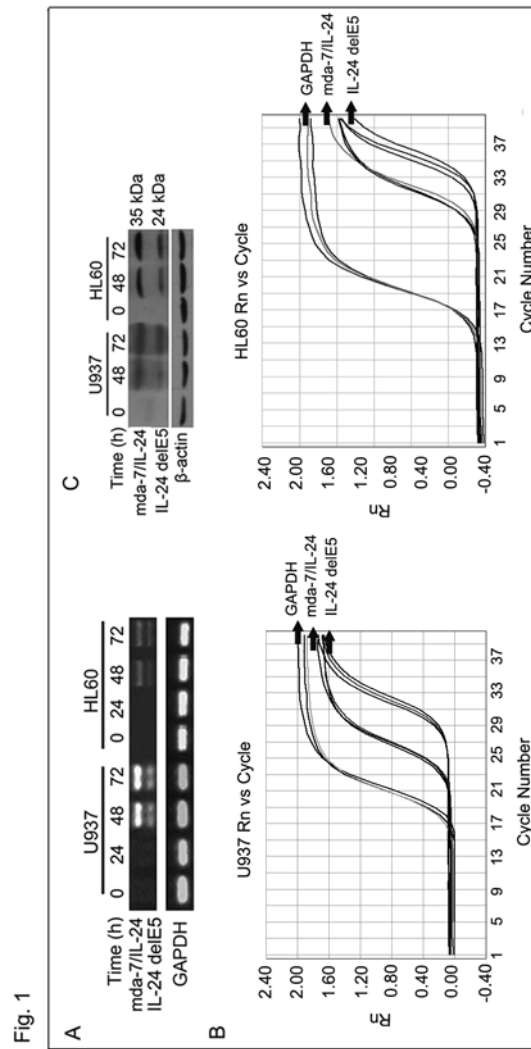 Fig. 1
A
U937 HL60
Time (h) 0 24 48 72 0 24 48 72
mda-7/IL-24
IL-24 delE5
GAPDH
C
U937 HL60
Time (h) 0 48 72 0 48 72
mda-7/IL-24 35 kDa
IL-24 delE5 24 kDa
β-actin
B
U937 Rn vs Cycle
2.40
2.00
1.60
1.20
0.80
0.40
0.00
-0.40
Rn
1 5 9 13 17 21 25 29 33 37
Cycle Number
GAPDH
mda-7/IL-24
IL-24 delE5
HL60 Rn vs Cycle
2.40
2.00
1.60
1.20
0.80
0.40
0.00
-0.40
Rn
1 5 9 13 17 21 25 29 33 37
Cycle Number
GAPDH
mda-7/IL-24
IL-24 delE5